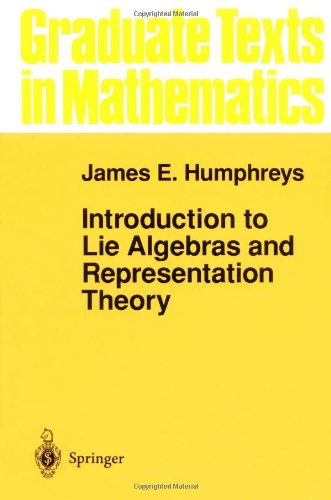 Graduate Texts
in Mathematics
James E. Humphreys
Introduction to
Lie Algebras and
Representation
Theory
Springer